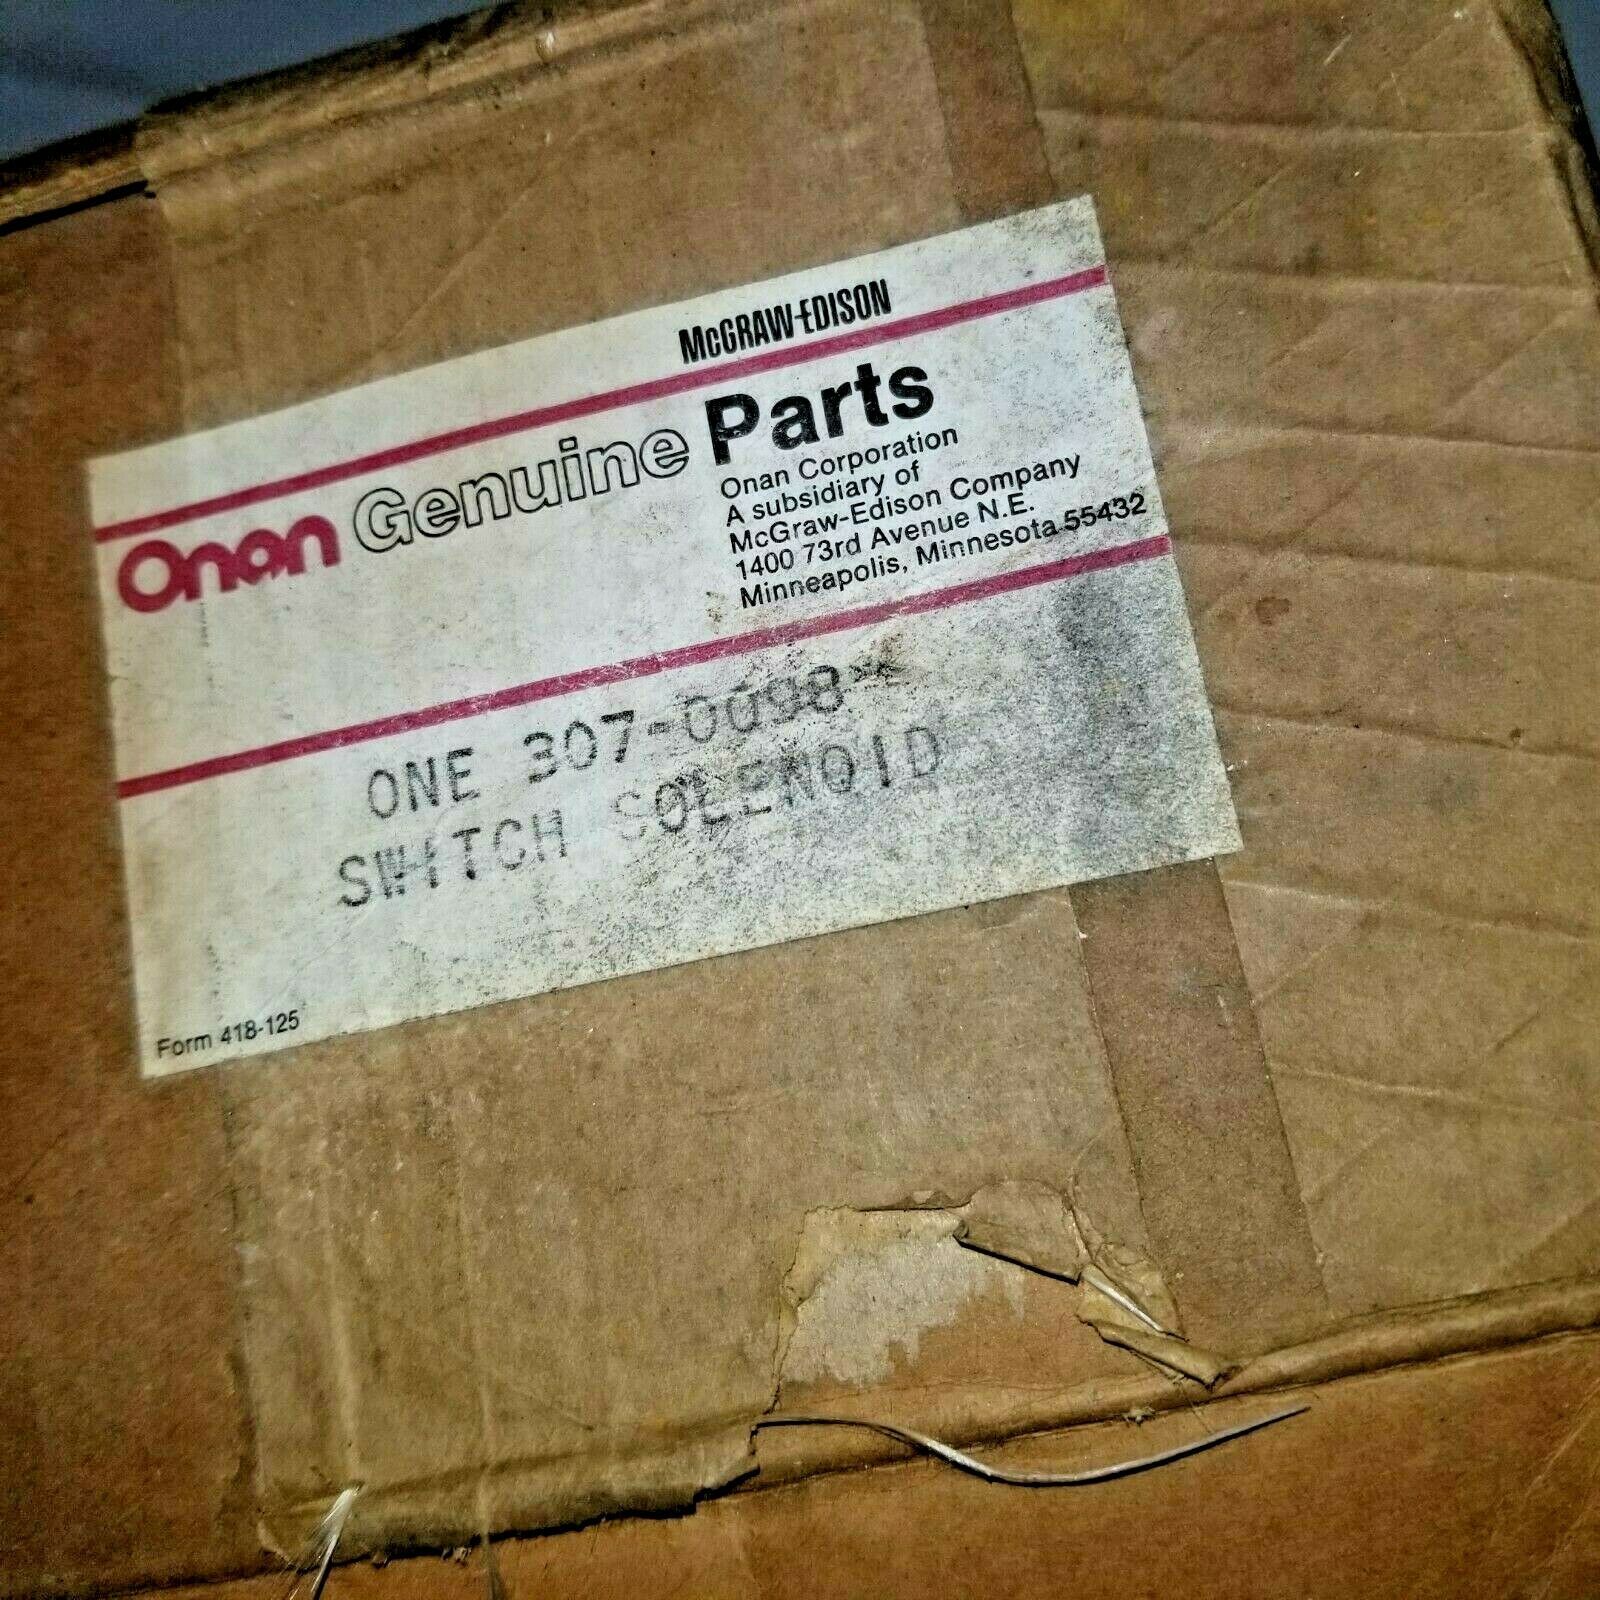 McGRAW-EDISON
Onan Genuine Parts
Onan Corporation
A subsidiary of
McGraw-Edison Company
1400 73rd Avenue N.E.
Minneapolis, Minnesota 55432
ONE 307-0098*
SWITCH SOLENOID
Form 418-125